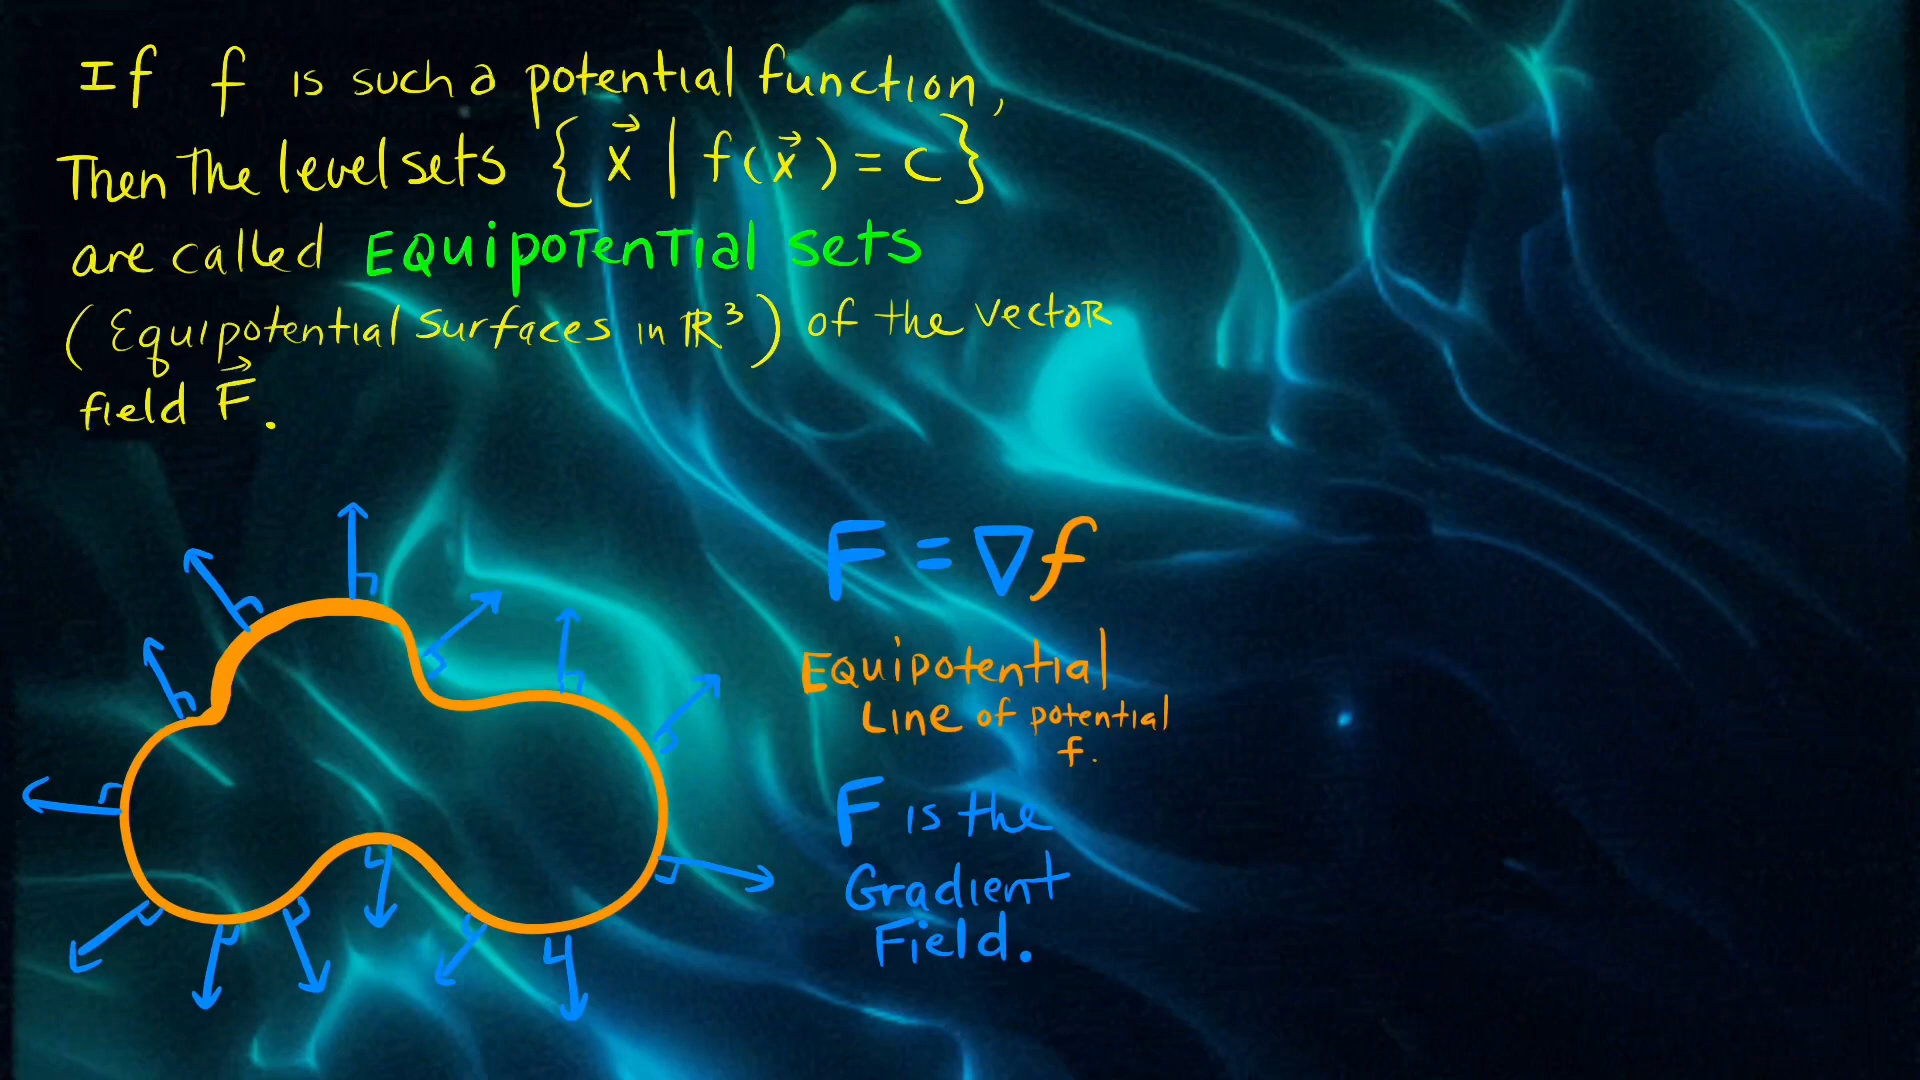 If f is such a potential function,
Then the level sets { x⃗ | f(x⃗) = c }
are called EQUIPOTENTIAL SETS
(Equipotential Surfaces in ℝ³) of the vector
field F⃗.
F = ∇f
EQUIPOTENTIAL
LINE of potential
f.
F is the
Gradient
Field.